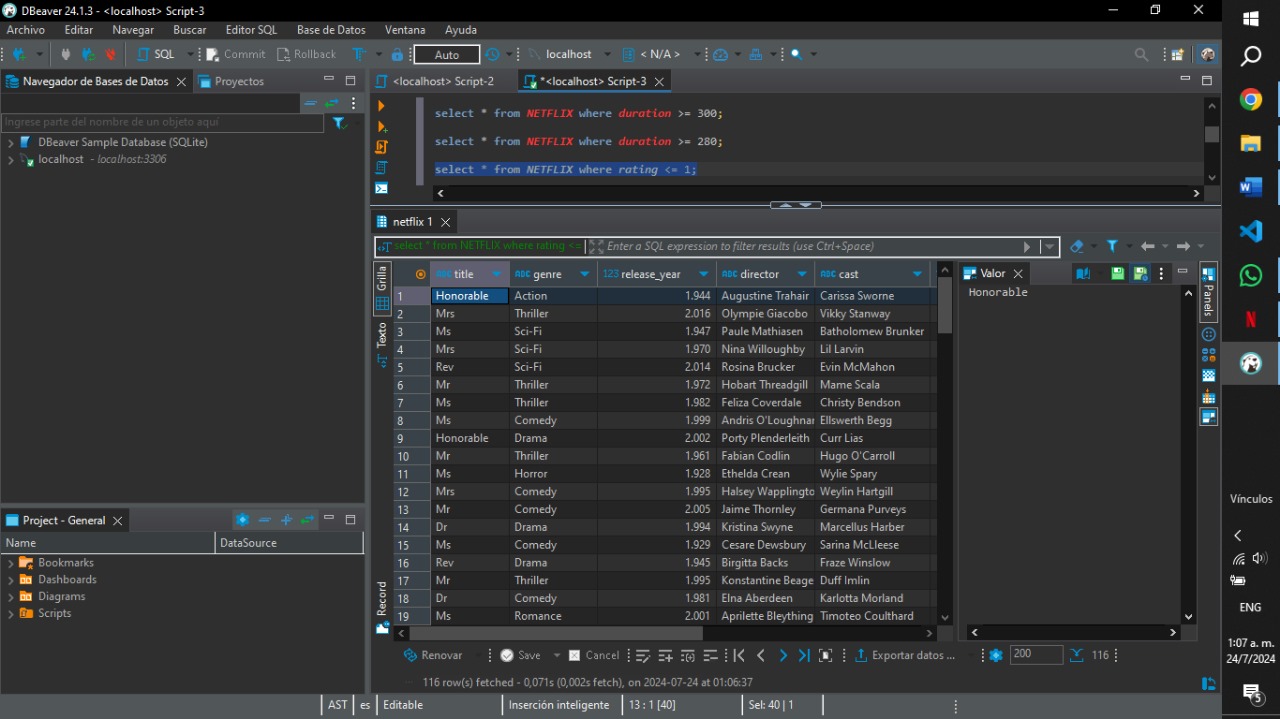 DBeaver 24.1.3 - <localhost> Script-3
Archivo Editar Navegar Buscar Editor SQL Base de Datos Ventana Ayuda
SQL Commit Rollback Auto localhost < N/A >
Navegador de Bases de Datos Proyectos
Ingrese parte del nombre de un objeto aquí
DBeaver Sample Database (SQLite)
localhost - localhost:3306
Project - General
Name DataSource
Bookmarks
Dashboards
Diagrams
Scripts
<localhost> Script-2 *<localhost> Script-3
select * from NETFLIX where duration >= 300;
select * from NETFLIX where duration >= 280;
select * from NETFLIX where rating <= 1;
netflix 1
select * from NETFLIX where rating <= Enter a SQL expression to filter results (use Ctrl+Space)
Grilla
Texto
Record
ABC title ABC genre 123 release_year ABC director ABC cast
1 Honorable Action 1.944 Augustine Trahair Carissa Sworne
2 Mrs Thriller 2.016 Olympie Giacobo Vikky Stanway
3 Ms Sci-Fi 1.947 Paule Mathiasen Batholomew Brunker
4 Mrs Sci-Fi 1.970 Nina Willoughby Lil Larvin
5 Rev Sci-Fi 2.014 Rosina Brucker Evin McMahon
6 Mr Thriller 1.972 Hobart Threadgill Mame Scala
7 Ms Thriller 1.982 Feliza Coverdale Christy Bendson
8 Ms Comedy 1.999 Andris O'Loughnar Ellswerth Begg
9 Honorable Drama 2.002 Porty Plenderleith Curr Lias
10 Mr Thriller 1.961 Fabian Codlin Hugo O'Carroll
11 Ms Horror 1.928 Ethelda Crean Wylie Spary
12 Mrs Comedy 1.995 Halsey Wapplingto Weylin Hartgill
13 Mr Comedy 2.005 Jaime Thornley Germana Purveys
14 Dr Drama 1.994 Kristina Swyne Marcellus Harber
15 Ms Comedy 1.929 Cesare Dewsbury Sarina McLleese
16 Rev Drama 1.945 Birgitta Backs Fraze Winslow
17 Mr Thriller 1.995 Konstantine Beage Duff Imlin
18 Dr Comedy 1.981 Elna Aberdeen Karlotta Morland
19 Ms Romance 2.001 Aprilette Bleything Timoteo Coulthard
Valor
Honorable
Panels
Renovar Save Cancel Exportar datos ... 200 116
116 row(s) fetched - 0,071s (0,002s fetch), on 2024-07-24 at 01:06:37
AST es Editable Inserción inteligente 13 : 1 [40] Sel: 40 | 1
Vínculos
ENG
1:07 a. m.
24/7/2024
5